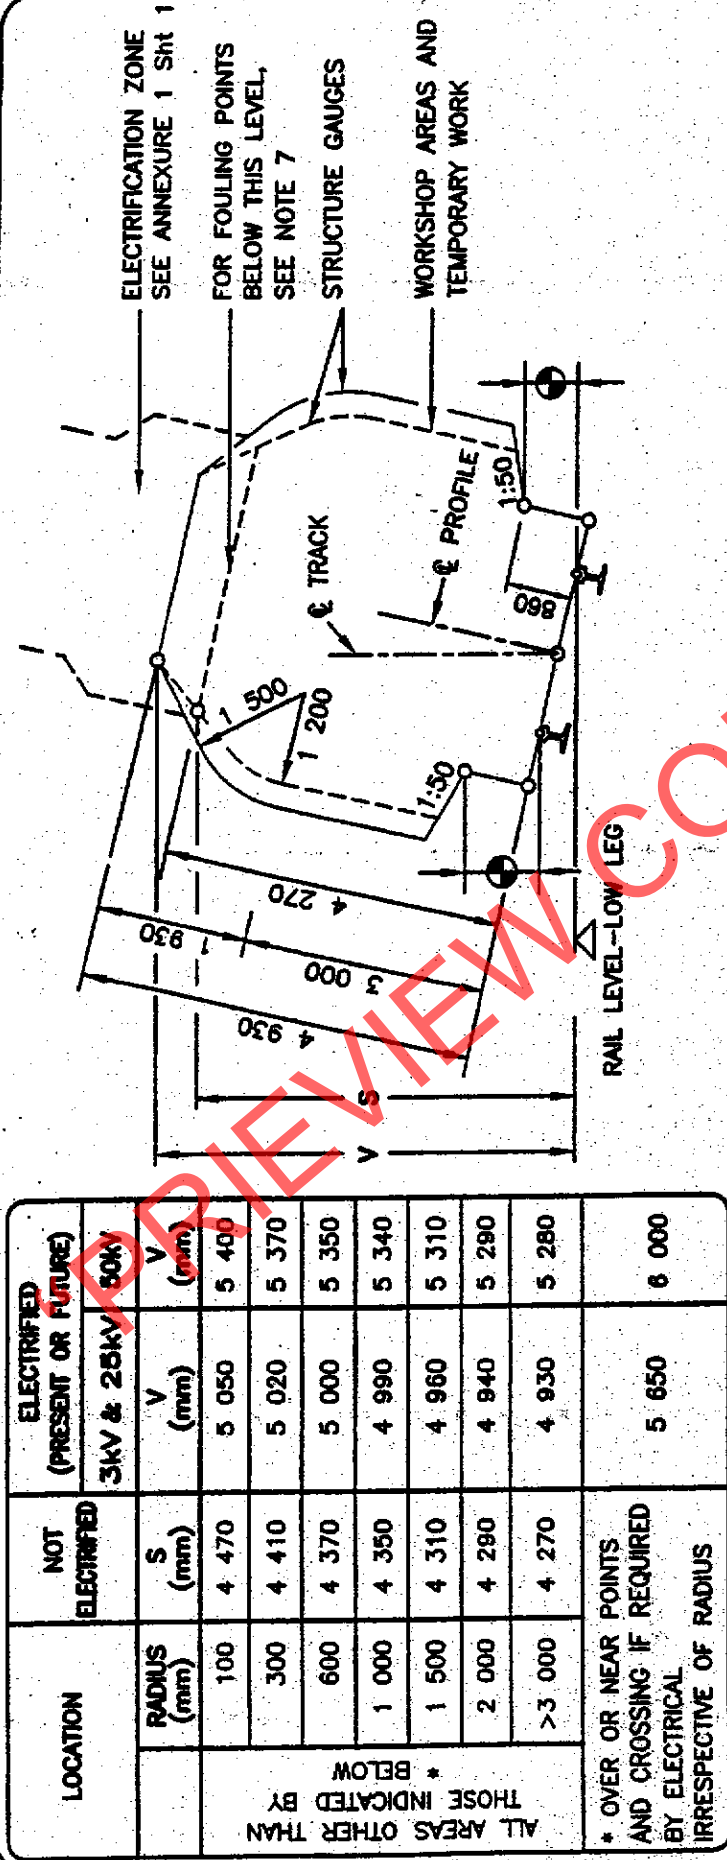 LOCATION
NOT
ELECTRIFIED
ELECTRIFIED
(PRESENT OR FUTURE)
3kV & 25kV 50kV
RADIUS (mm) S (mm) V (mm) V (mm)
ALL AREAS OTHER THAN
THOSE INDICATED BY
* BELOW
100 4 470 5 050 5 400
300 4 410 5 020 5 370
600 4 370 5 000 5 350
1 000 4 350 4 990 5 340
1 500 4 310 4 960 5 310
2 000 4 290 4 940 5 290
>3 000 4 270 4 930 5 280
* OVER OR NEAR POINTS
AND CROSSING IF REQUIRED
BY ELECTRICAL
IRRESPECTIVE OF RADIUS
5 650 6 000
ELECTRIFICATION ZONE
SEE ANNEXURE 1 Sht 1
FOR FOULING POINTS
BELOW THIS LEVEL,
SEE NOTE 7
STRUCTURE GAUGES
WORKSHOP AREAS AND
TEMPORARY WORK
1 500
1 200
℄ TRACK
℄ PROFILE
1:50
1:50
860
4 270
1 930
3 000
4 930
S
V
RAIL LEVEL-LOW LEG
"PRIEVIEW CO